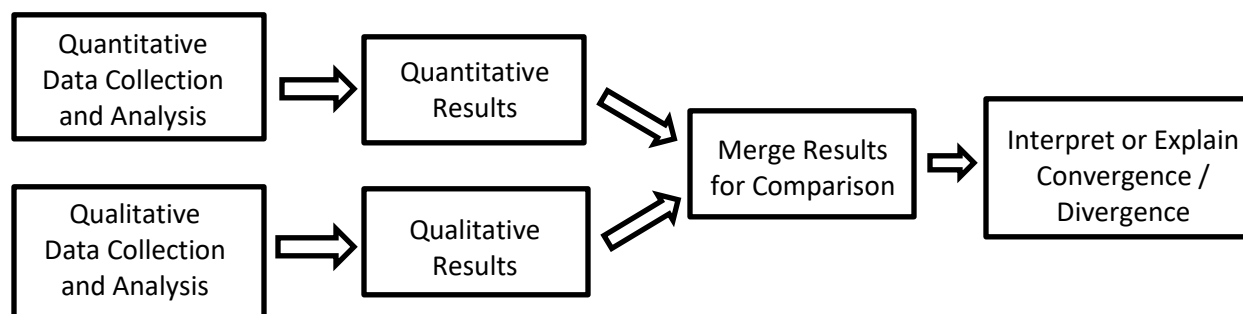 Quantitative
Data Collection
and Analysis
Quantitative
Results
Qualitative
Data Collection
and Analysis
Qualitative
Results
Merge Results
for Comparison
Interpret or Explain
Convergence /
Divergence